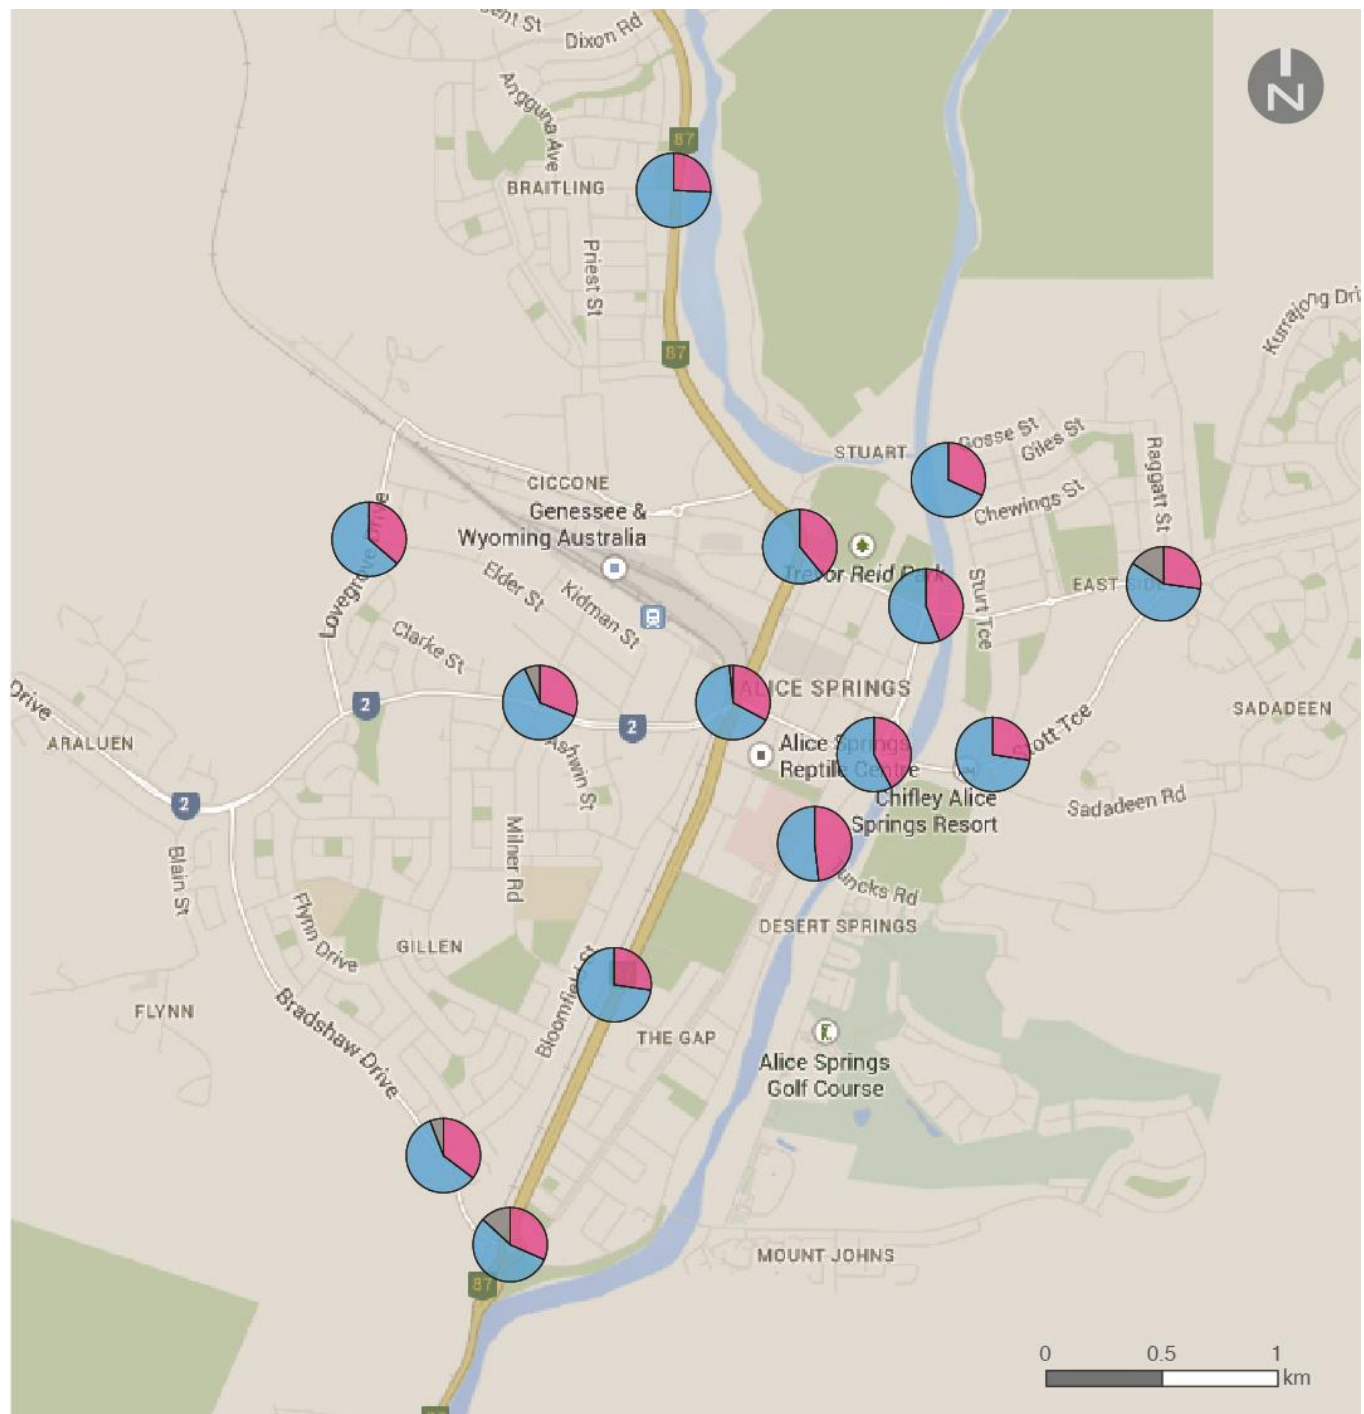 Dixon Rd
Angguna Ave
N
87
BRAITLING
Priest St
Kurrajong
87
STUART
Gosse St
Giles St
Raggatt St
CICCONE
Chewings St
Genessee &
Wyoming Australia
Lovegrove Drive
Trevor Reid Park
Elder St
Kidman St
Sturt Tce
EAST SIDE
Clarke St
ALICE SPRINGS
Drive
2
2
SADADEEN
ARALUEN
Ashwin St
Alice Springs
Reptile Centre
Stott Tce
2
Chifley Alice
Springs Resort
Sadadeen Rd
Milner Rd
Blain St
DESERT SPRINGS
Flynn Drive
GILLEN
FLYNN
Bradshaw Drive
THE GAP
Alice Springs
Golf Course
MOUNT JOHNS
87
0 0.5 1
km